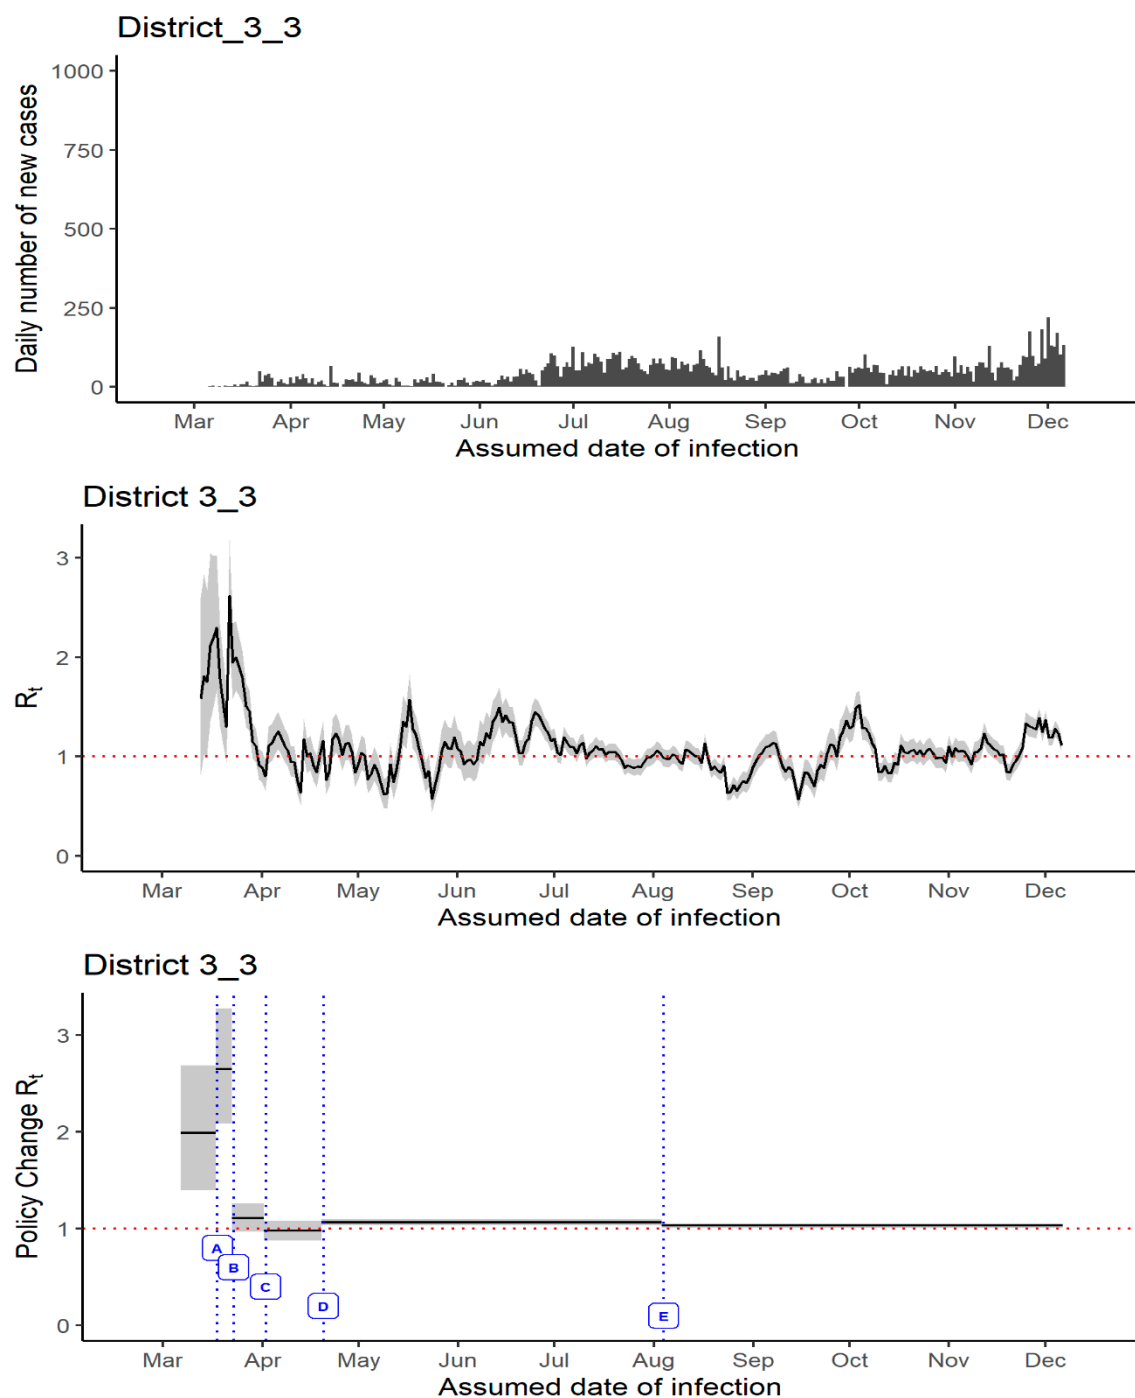 District_3_3
Daily number of new cases
1000
750
500
250
0
Mar Apr May Jun Jul Aug Sep Oct Nov Dec
Assumed date of infection
District 3_3
Rt
3
2
1
0
Mar Apr May Jun Jul Aug Sep Oct Nov Dec
Assumed date of infection
District 3_3
Policy Change Rt
3
2
1
0
A
B
C
D
E
Mar Apr May Jun Jul Aug Sep Oct Nov Dec
Assumed date of infection